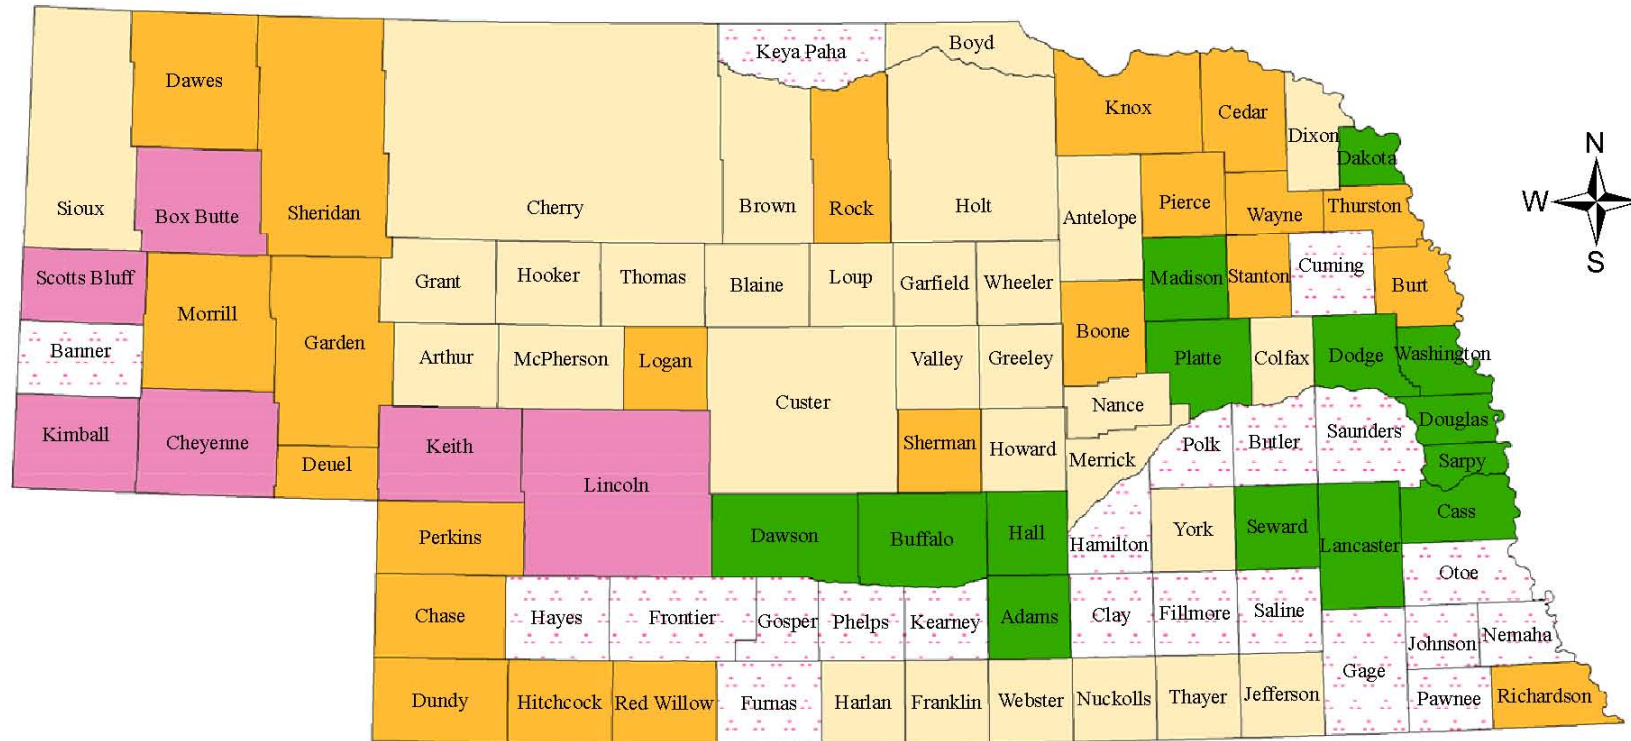 Keya Paha
Boyd
Dawes
Knox
Cedar
Dixon
Dakota
N
W
S
Sioux
Box Butte
Sheridan
Cherry
Brown
Rock
Holt
Antelope
Pierce
Wayne
Thurston
Scotts Bluff
Morrill
Grant
Hooker
Thomas
Blaine
Loup
Garfield
Wheeler
Madison
Stanton
Cuming
Burt
Banner
Garden
Arthur
McPherson
Logan
Valley
Greeley
Boone
Platte
Colfax
Dodge
Washington
Custer
Nance
Kimball
Cheyenne
Deuel
Keith
Lincoln
Sherman
Howard
Merrick
Polk
Butler
Saunders
Douglas
Sarpy
Perkins
Dawson
Buffalo
Hall
Hamilton
York
Seward
Lancaster
Cass
Otoe
Chase
Hayes
Frontier
Gosper
Phelps
Kearney
Adams
Clay
Fillmore
Saline
Johnson
Nemaha
Dundy
Hitchcock
Red Willow
Furnas
Harlan
Franklin
Webster
Nuckolls
Thayer
Jefferson
Gage
Pawnee
Richardson